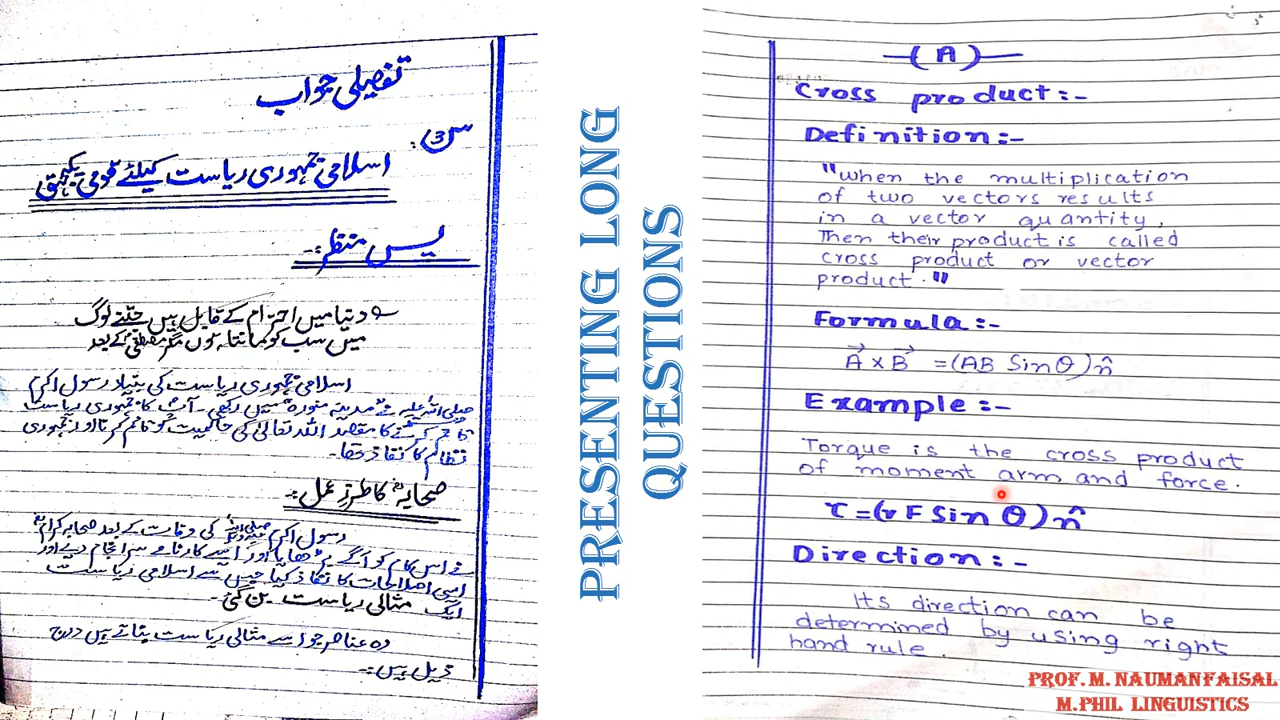 تفصیلی جواب
س3):
اسلامی جمہوری ریاست کیلئے قومی یکجہتی
پس منظر:-
دنیا میں احترام کے قابل ہیں جتنے لوگ
میں سب کو مانتا ہوں مگر مصطفیٰ کے بعد
اسلامی جمہوری ریاست کی بنیاد رسول اکرم
صلی اللہ علیہ نے مدینہ منورہ میں رکھی۔ آپ کا جمہوری ریاست
قائم کرنے کا مقصد اللہ تعالیٰ کی حاکمیت کو قائم کرنا اور جمہوری
نظام کا نفاذ تھا۔
صحابہ کا طرز عمل:-
رسول اکرم کی وفات کے بعد صحابہ کرام
نے اس کام کو آگے بڑھایا اور ایسے کارنامے سرانجام دیے اور
ایسی اصلاحات کا نفاذ کیا جس سے اسلامی ریاست
ایک مثالی ریاست بن گئی۔
وہ عناصر جو اسے مثالی ریاست بناتے ہیں درج
ذیل ہیں:-
PRESENTING LONG
QUESTIONS
(A)
Cross product:-
Definition:-
"When the multiplication
of two vectors results
in a vector quantity,
Then their product is called
cross product or vector
product."
Formula:-
A⃗ × B⃗ = (AB Sin θ) n̂
Example:-
Torque is the cross product
of moment arm and force.
τ = (r F Sin θ) n̂
Direction:-
Its direction can be
determined by using right
hand rule.
PROF. M. NAUMAN FAISAL
M.PHIL LINGUISTICS